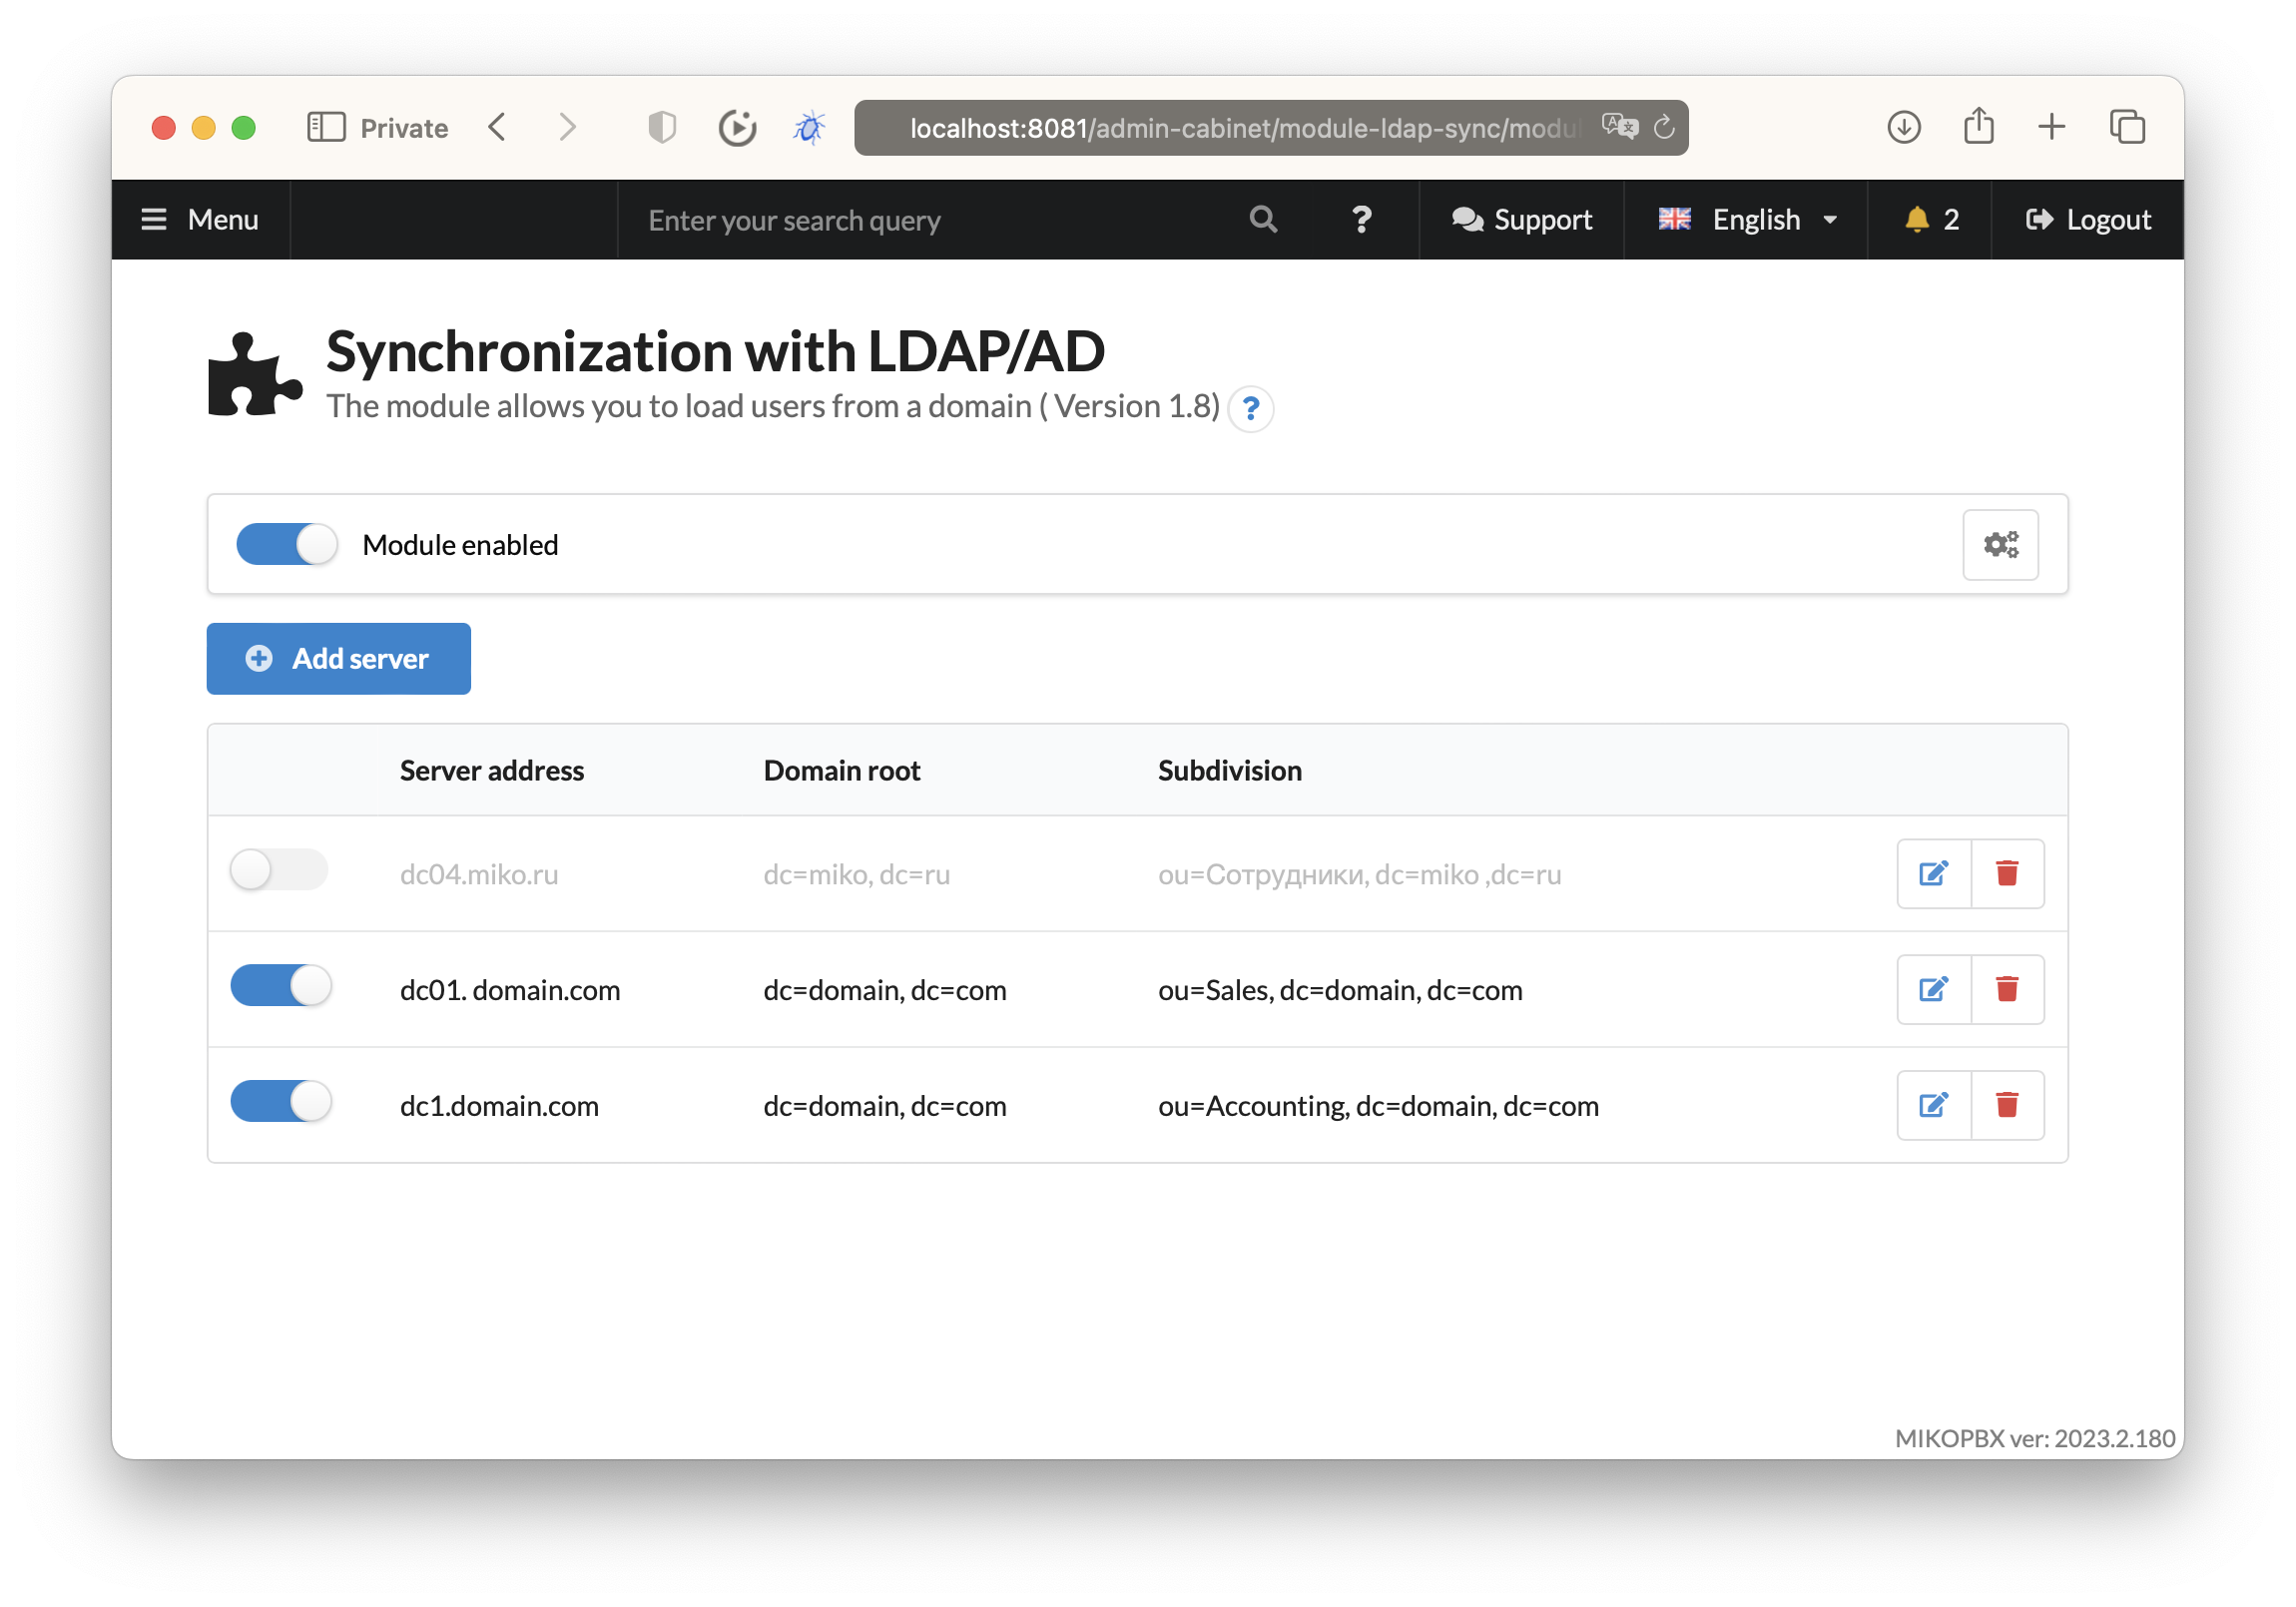 Private
localhost:8081/admin-cabinet/module-ldap-sync/modul
Menu
Enter your search query
?
Support
English
2
Logout
Synchronization with LDAP/AD
The module allows you to load users from a domain ( Version 1.8) ?
Module enabled
Add server
Server address Domain root Subdivision
dc04.miko.ru dc=miko, dc=ru ou=Сотрудники, dc=miko ,dc=ru
dc01. domain.com dc=domain, dc=com ou=Sales, dc=domain, dc=com
dc1.domain.com dc=domain, dc=com ou=Accounting, dc=domain, dc=com
MIKOPBX ver: 2023.2.180